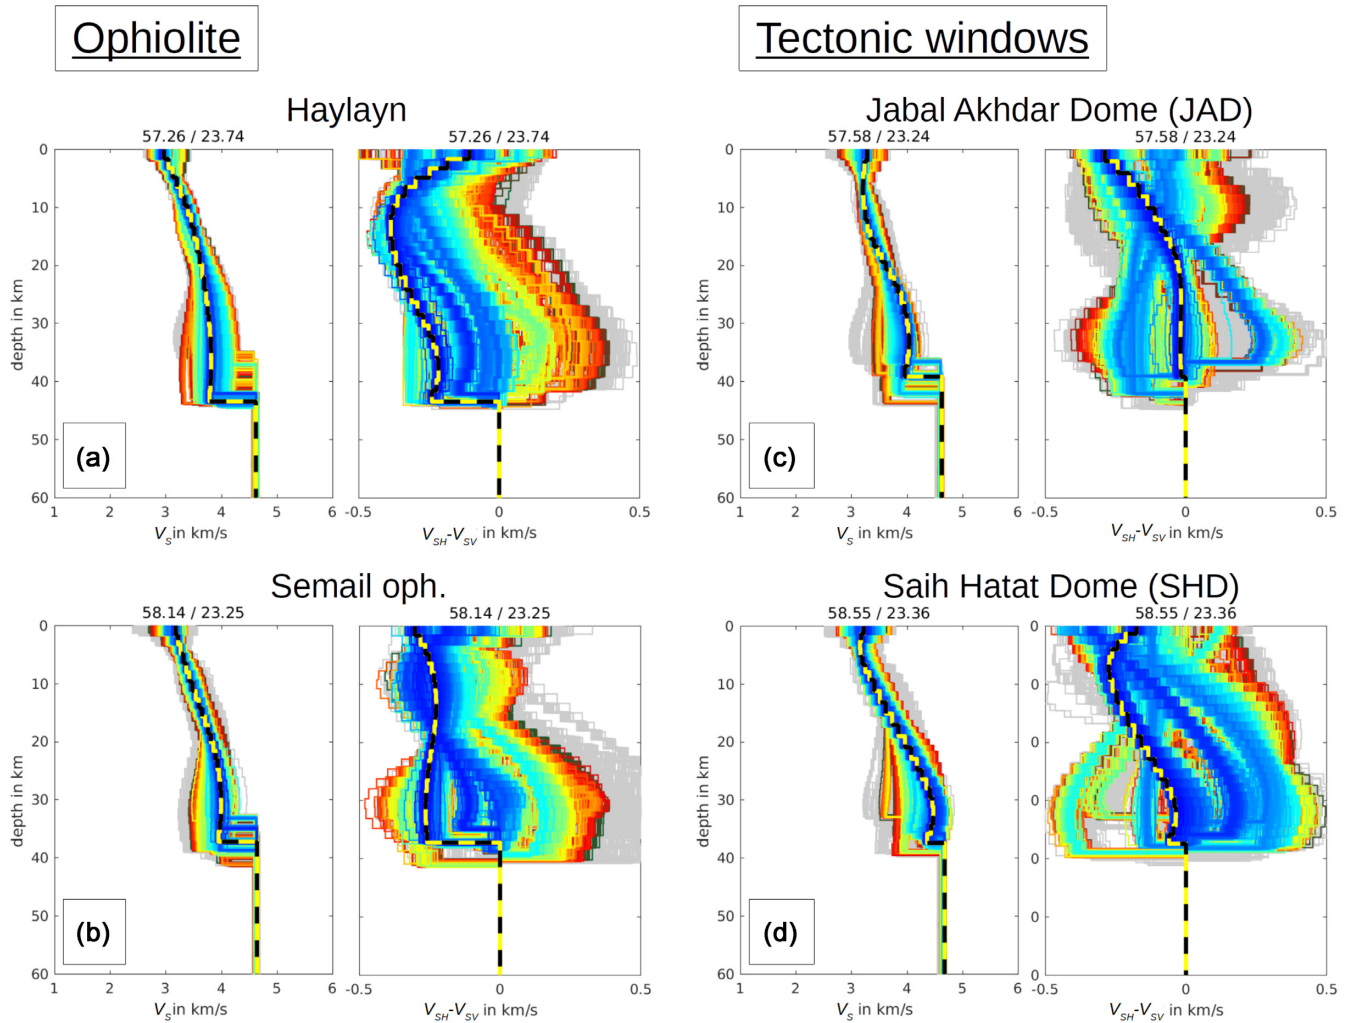 Ophiolite
Tectonic windows
Haylayn
57.26 / 23.74
57.26 / 23.74
0
10
20
30
40
50
60
depth in km
(a)
1 2 3 4 5 6
V_S in km/s
-0.5 0 0.5
V_SH-V_SV in km/s
Jabal Akhdar Dome (JAD)
57.58 / 23.24
57.58 / 23.24
0
10
20
30
40
50
60
depth in km
(c)
1 2 3 4 5 6
V_S in km/s
0 0.5
V_SH-V_SV in km/s
Semail oph.
58.14 / 23.25
58.14 / 23.25
0
10
20
30
40
50
60
depth in km
(b)
1 2 3 4 5 6
V_S in km/s
-0.5 0 0.5
V_SH-V_SV in km/s
Saih Hatat Dome (SHD)
58.55 / 23.36
58.55 / 23.36
0
10
20
30
40
50
60
depth in km
(d)
1 2 3 4 5 6
V_S in km/s
0
0
0
0
0
0
0
-0.5 0 0.5
V_SH-V_SV in km/s